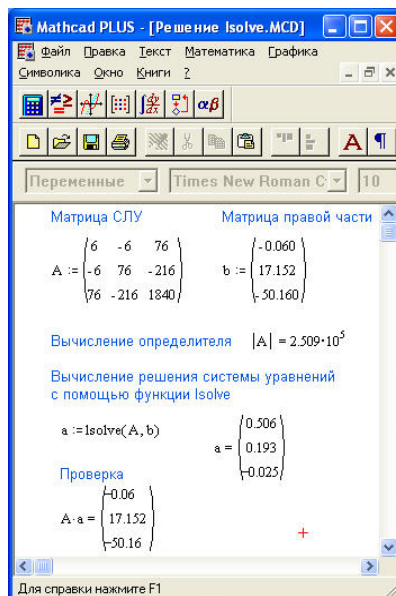 Mathcad PLUS - [Решение lsolve.MCD]
Файл Правка Текст Математика Графика
Символика Окно Книги ?
αβ
A ¶
Переменные Times New Roman C 10
Матрица СЛУ Матрица правой части
6 -6 76 -0.060
A := -6 76 -216 b := 17.152
76 -216 1840 -50.160
Вычисление определителя |A| = 2.509·10^5
Вычисление решения системы уравнений
с помощью функции lsolve
a := lsolve(A, b) 0.506
a = 0.193
-0.025
Проверка
-0.06
A·a = 17.152
-50.16
Для справки нажмите F1